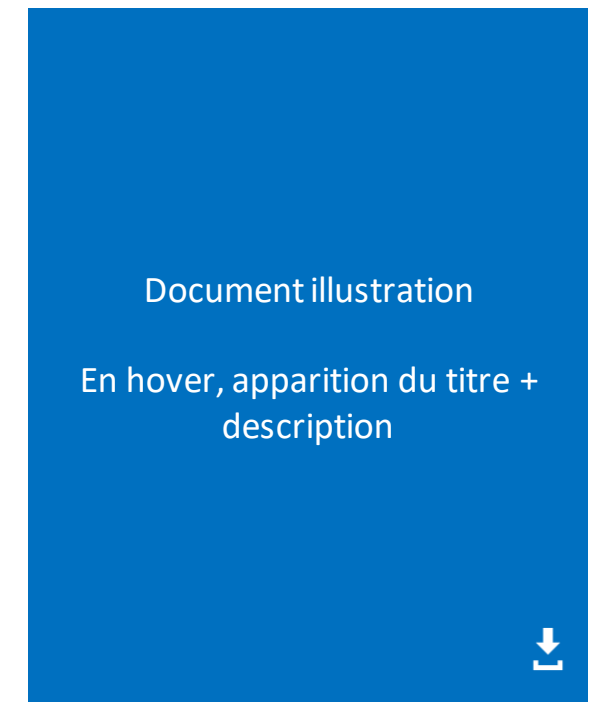 Document illustration
En hover, apparition du titre +
description